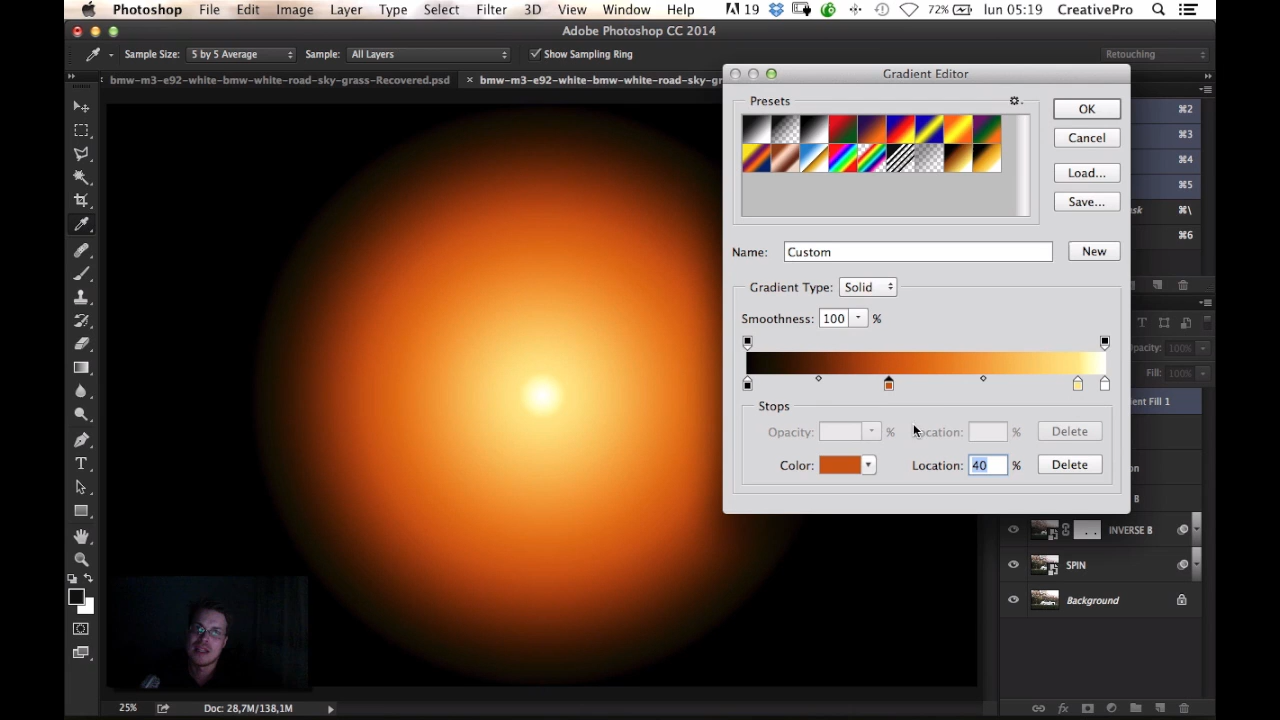 Photoshop File Edit Image Layer Type Select Filter 3D View Window Help 19 72% lun 05:19 CreativePro
Adobe Photoshop CC 2014
Sample Size: 5 by 5 Average Sample: All Layers Show Sampling Ring Retouching
bmw-m3-e92-white-bmw-white-road-sky-grass-Recovered.psd × bmw-m3-e92-white-bmw-white-road-sky-gr
Gradient Editor
Presets
OK
Cancel
Load...
Save...
Name: Custom New
Gradient Type: Solid
Smoothness: 100 %
Stops
Opacity: % Location: % Delete
Color: Location: 40 % Delete
⌘2
⌘3
⌘4
⌘5
sk ⌘\
⌘6
pacity: 100%
Fill: 100%
ent Fill 1
on
B
INVERSE B
SPIN
Background
25% Doc: 28,7M/138,1M